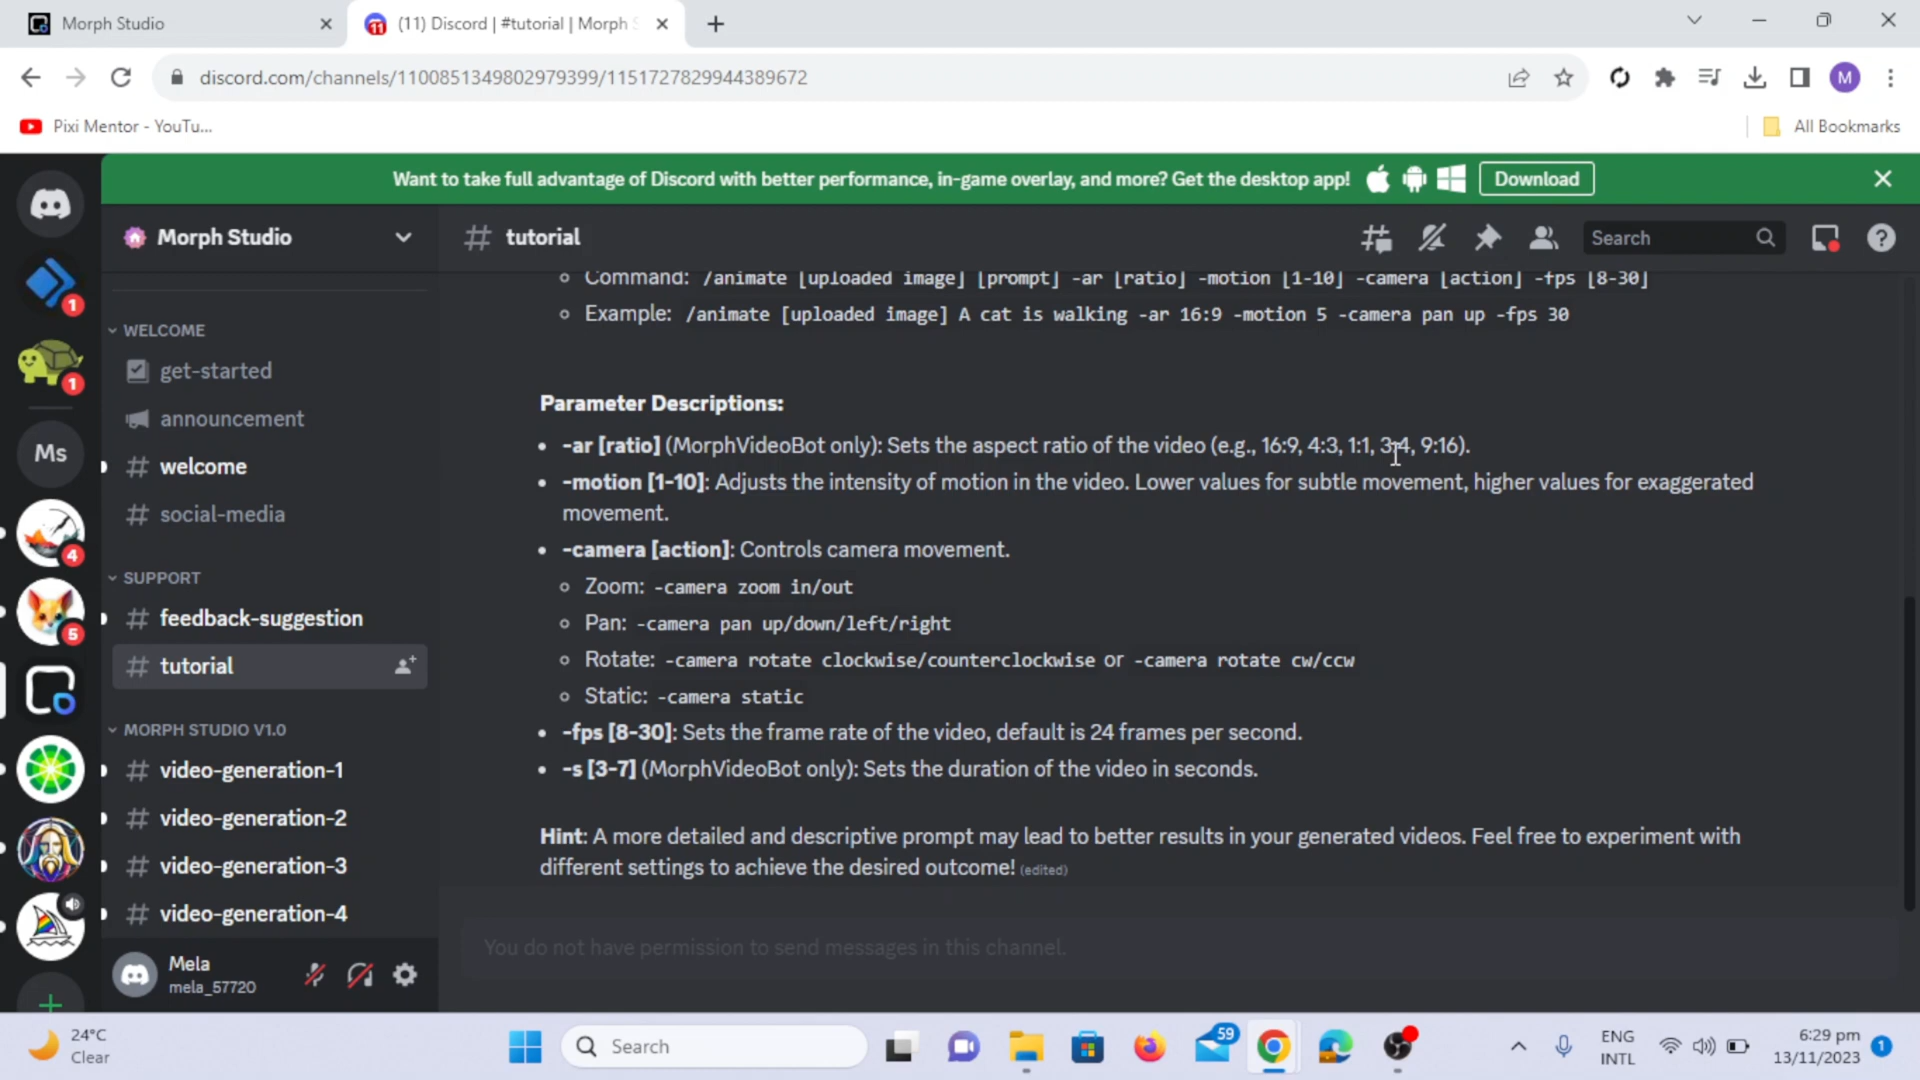 Morph Studio
(11) Discord | #tutorial | Morph S
discord.com/channels/1100851349802979399/1151727829944389672
M
Pixi Mentor - YouTu...
All Bookmarks
Want to take full advantage of Discord with better performance, in-game overlay, and more? Get the desktop app!
Download
Morph Studio
tutorial
Search
WELCOME
get-started
announcement
welcome
social-media
SUPPORT
feedback-suggestion
tutorial
MORPH STUDIO V1.0
video-generation-1
video-generation-2
video-generation-3
video-generation-4
1
1
Ms
4
5
Mela
mela_57720
Command: /animate [uploaded image] [prompt] -ar [ratio] -motion [1-10] -camera [action] -fps [8-30]
Example: /animate [uploaded image] A cat is walking -ar 16:9 -motion 5 -camera pan up -fps 30
Parameter Descriptions:
-ar [ratio] (MorphVideoBot only): Sets the aspect ratio of the video (e.g., 16:9, 4:3, 1:1, 3:4, 9:16).
-motion [1-10]: Adjusts the intensity of motion in the video. Lower values for subtle movement, higher values for exaggerated
movement.
-camera [action]: Controls camera movement.
Zoom: -camera zoom in/out
Pan: -camera pan up/down/left/right
Rotate: -camera rotate clockwise/counterclockwise or -camera rotate cw/ccw
Static: -camera static
-fps [8-30]: Sets the frame rate of the video, default is 24 frames per second.
-s [3-7] (MorphVideoBot only): Sets the duration of the video in seconds.
Hint: A more detailed and descriptive prompt may lead to better results in your generated videos. Feel free to experiment with
different settings to achieve the desired outcome! (edited)
You do not have permission to send messages in this channel.
24°C
Clear
Search
59
ENG
INTL
6:29 pm
13/11/2023
1